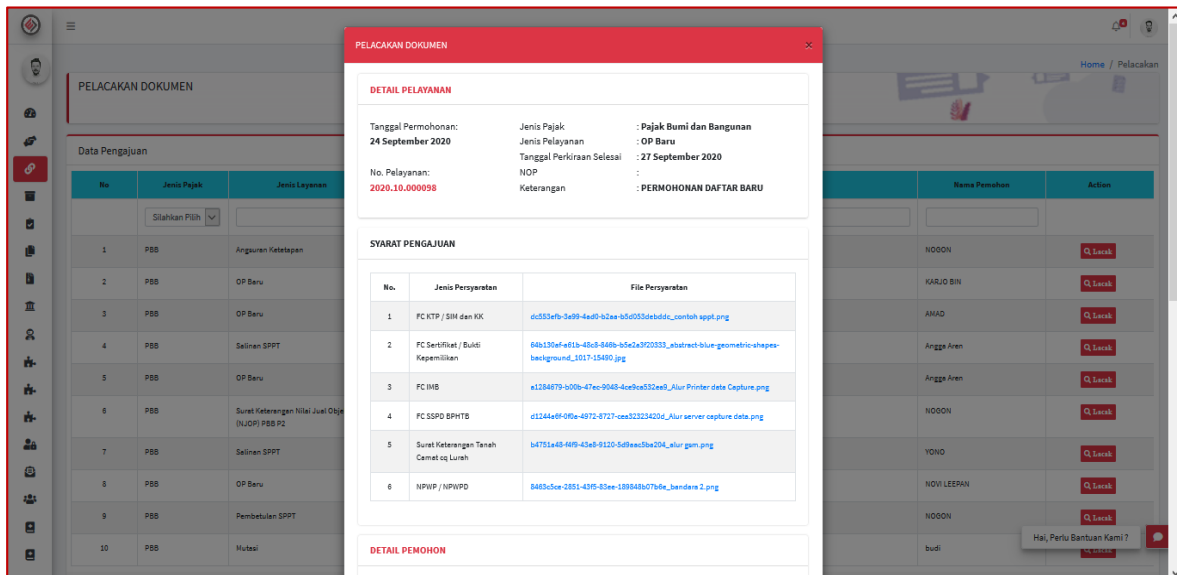 PELACAKAN DOKUMEN ×
Home / Pelacakan
PELACAKAN DOKUMEN
DETAIL PELAYANAN
Tanggal Permohonan:
24 September 2020
No. Pelayanan:
2020.10.000098
Jenis Pajak : Pajak Bumi dan Bangunan
Jenis Pelayanan : OP Baru
Tanggal Perkiraan Selesai : 27 September 2020
NOP :
Keterangan : PERMOHONAN DAFTAR BARU
SYARAT PENGAJUAN
No. Jenis Persyaratan File Persyaratan
1 FC KTP / SIM dan KK dc553efb-3a99-4ad0-b2aa-b5d053debddc_contoh sppt.png
2 FC Sertifikat / Bukti
Kepemilikan
64b130af-a61b-48c8-846b-b5e2a3f20333_abstract-blue-geometric-shapes-
background_1017-15490.jpg
3 FC IMB a1284679-b00b-47ec-9048-4ce9ca532ea9_Alur Printer data Capture.png
4 FC SSPD BPHTB d1244a6f-0f0a-4972-8727-cea32323420d_Alur server capture data.png
5 Surat Keterangan Tanah
Camat cq Lurah
b4751a48-f4f9-43e8-9120-5d9aac5ba204_alur gsm.png
6 NPWP / NPWPD 8463c5ce-2851-43f5-83ee-189848b07b6e_bandara 2.png
DETAIL PEMOHON
Data Pengajuan
No Jenis Pajak Jenis Layanan Nama Pemohon Action
Silahkan Pilih
1 PBB Angsuran Ketetapan NOGON Lacak
2 PBB OP Baru KARJO BIN Lacak
3 PBB OP Baru AMAD Lacak
4 PBB Salinan SPPT Angga Aren Lacak
5 PBB OP Baru Angga Aren Lacak
6 PBB Surat Keterangan Nilai Jual Obje
(NJOP) PBB P2
NOGON Lacak
7 PBB Salinan SPPT YONO Lacak
8 PBB OP Baru NOVI LEEPAN Lacak
9 PBB Pembetulan SPPT NOGON Lacak
10 PBB Mutasi budi Lacak
Hai, Perlu Bantuan Kami ?